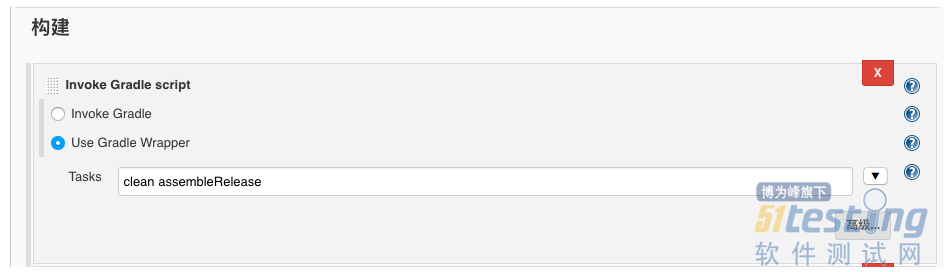 构建
Invoke Gradle script
X
Invoke Gradle
Use Gradle Wrapper
Tasks
clean assembleRelease
博为峰旗下
51testing
高级...
软件测试网